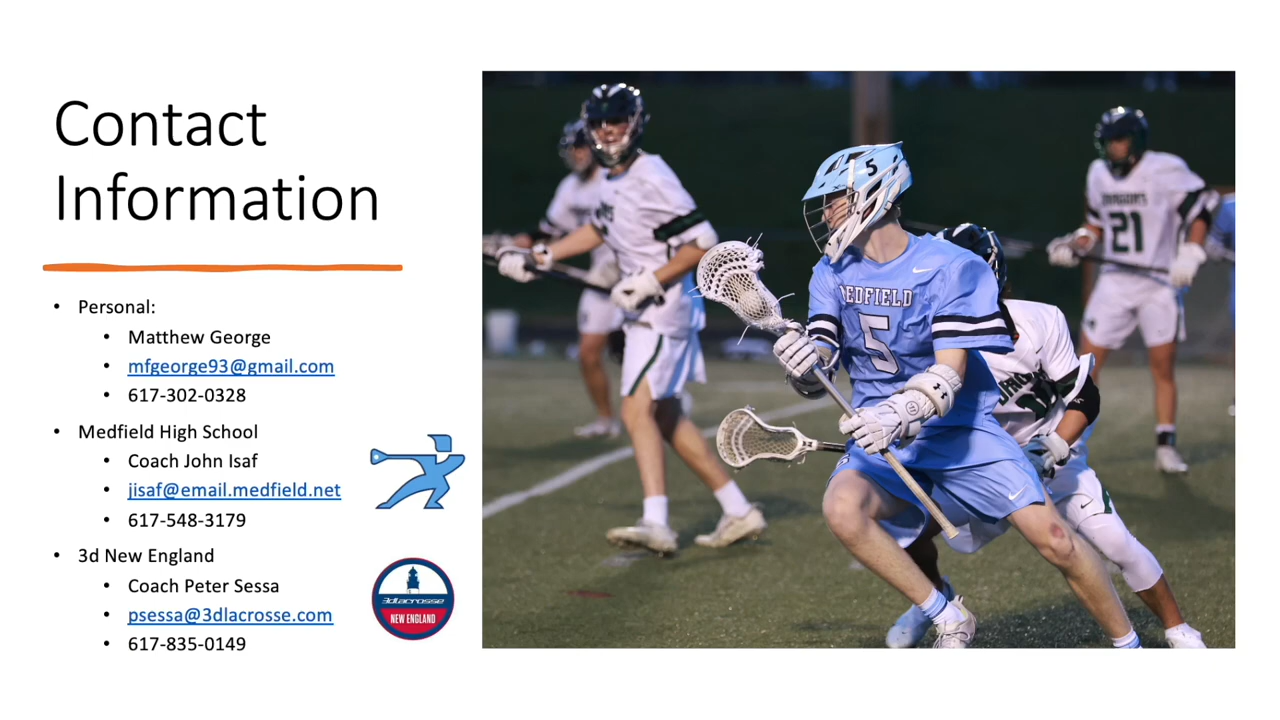 Contact
Information
• Personal:
• Matthew George
• mfgeorge93@gmail.com
• 617-302-0328
• Medfield High School
• Coach John Isaf
• jisaf@email.medfield.net
• 617-548-3179
• 3d New England
• Coach Peter Sessa
• psessa@3dlacrosse.com
• 617-835-0149
3dlacrosse
NEW ENGLAND
5
MEDFIELD
5
21